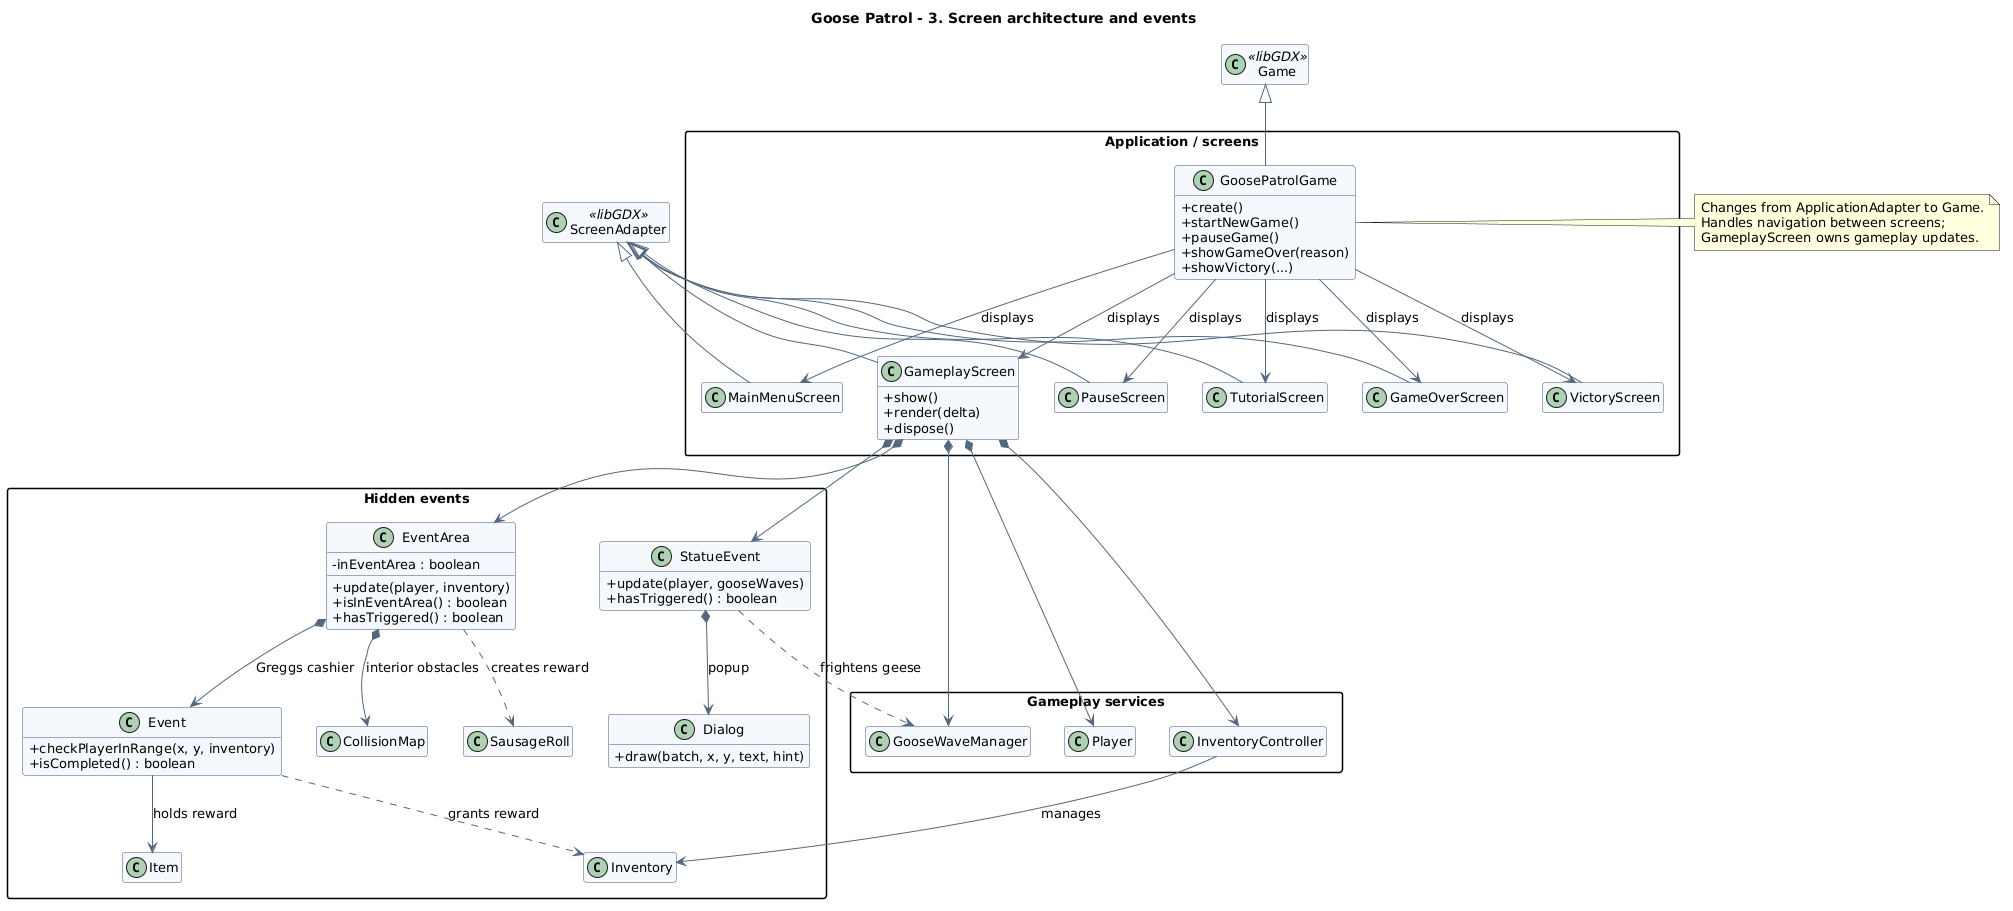 Goose Patrol - 3. Screen architecture and events
«libGDX»
Game
Application / screens
C GoosePatrolGame
+create()
+startNewGame()
+pauseGame()
+showGameOver(reason)
+showVictory(...)
Changes from ApplicationAdapter to Game.
Handles navigation between screens;
GameplayScreen owns gameplay updates.
«libGDX»
C ScreenAdapter
displays
displays
displays
displays
displays
displays
C MainMenuScreen
C GameplayScreen
+show()
+render(delta)
+dispose()
C PauseScreen
C TutorialScreen
C GameOverScreen
C VictoryScreen
Hidden events
C EventArea
-inEventArea : boolean
+update(player, inventory)
+isInEventArea() : boolean
+hasTriggered() : boolean
C StatueEvent
+update(player, gooseWaves)
+hasTriggered() : boolean
Greggs cashier
interior obstacles
creates reward
popup
frightens geese
C Event
+checkPlayerInRange(x, y, inventory)
+isCompleted() : boolean
C CollisionMap
C SausageRoll
C Dialog
+draw(batch, x, y, text, hint)
Gameplay services
C GooseWaveManager
C Player
C InventoryController
holds reward
grants reward
manages
C Item
C Inventory